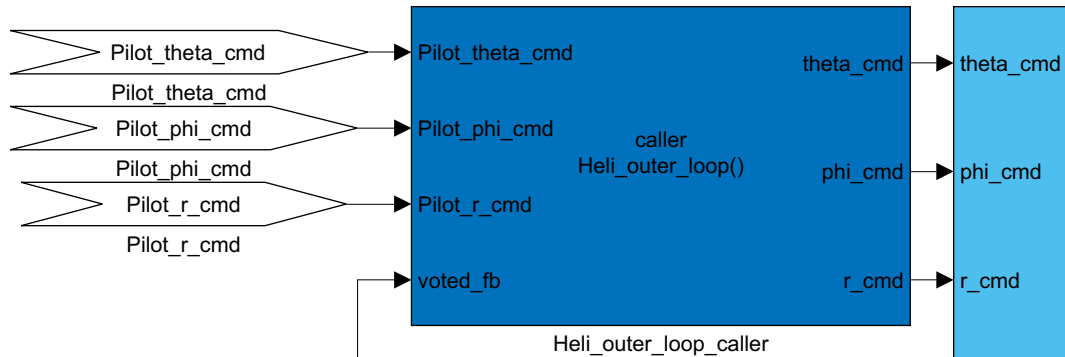 Pilot_theta_cmd
Pilot_theta_cmd
Pilot_phi_cmd
Pilot_phi_cmd
Pilot_r_cmd
Pilot_r_cmd
Pilot_theta_cmd
Pilot_phi_cmd
Pilot_r_cmd
voted_fb
caller
Heli_outer_loop()
theta_cmd
phi_cmd
r_cmd
Heli_outer_loop_caller
theta_cmd
phi_cmd
r_cmd